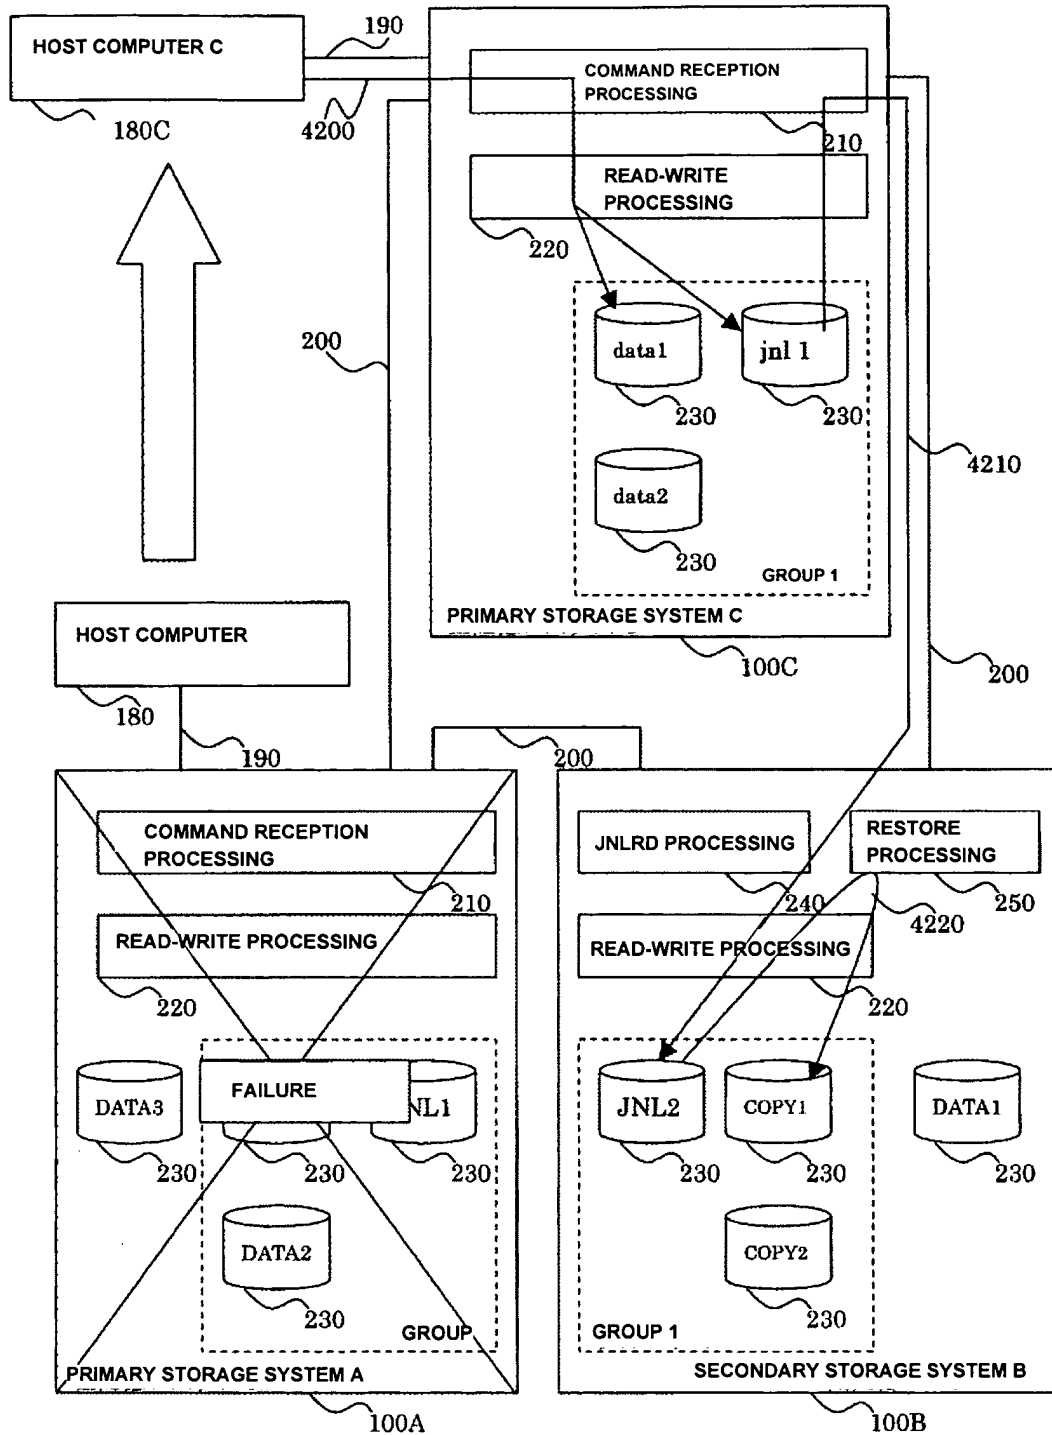 HOST COMPUTER C
190
180C
4200
COMMAND RECEPTION
PROCESSING
210
READ-WRITE
PROCESSING
220
200
data1
jnl 1
230
230
4210
data2
230
GROUP 1
PRIMARY STORAGE SYSTEM C
100C
200
HOST COMPUTER
180
190
200
COMMAND RECEPTION
PROCESSING
210
READ-WRITE PROCESSING
220
DATA3
FAILURE
NL1
230
230
230
DATA2
230
GROUP
PRIMARY STORAGE SYSTEM A
100A
JNLRD PROCESSING
RESTORE
PROCESSING
240
250
4220
READ-WRITE PROCESSING
220
JNL2
COPY1
DATA1
230
230
230
COPY2
230
GROUP 1
SECONDARY STORAGE SYSTEM B
100B